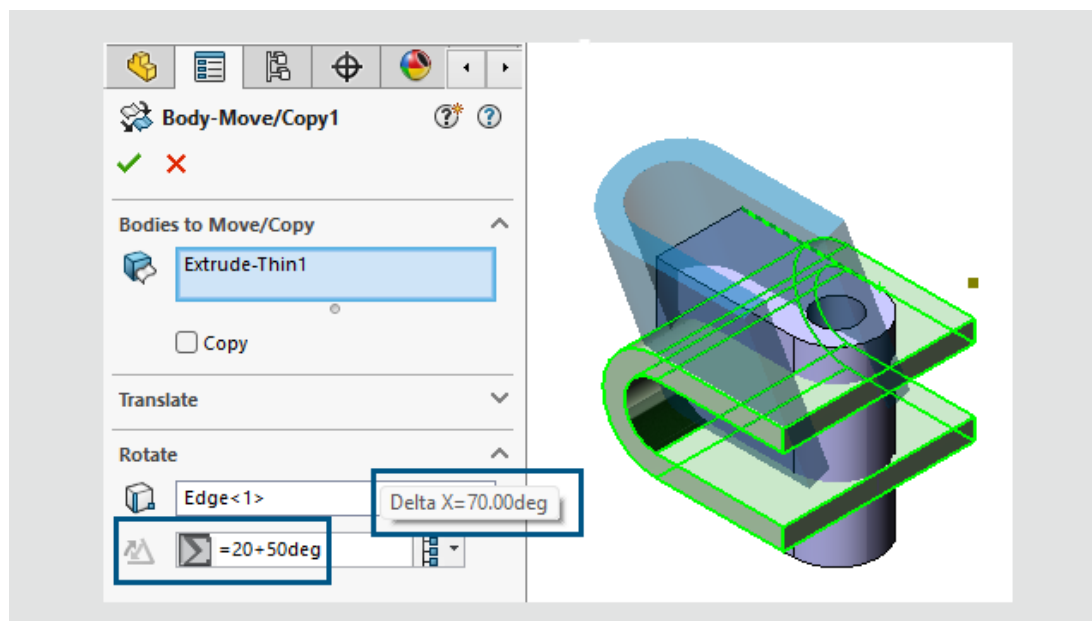 Body-Move/Copy1
Bodies to Move/Copy
Extrude-Thin1
Copy
Translate
Rotate
Edge<1>
Delta X=70.00deg
=20+50deg